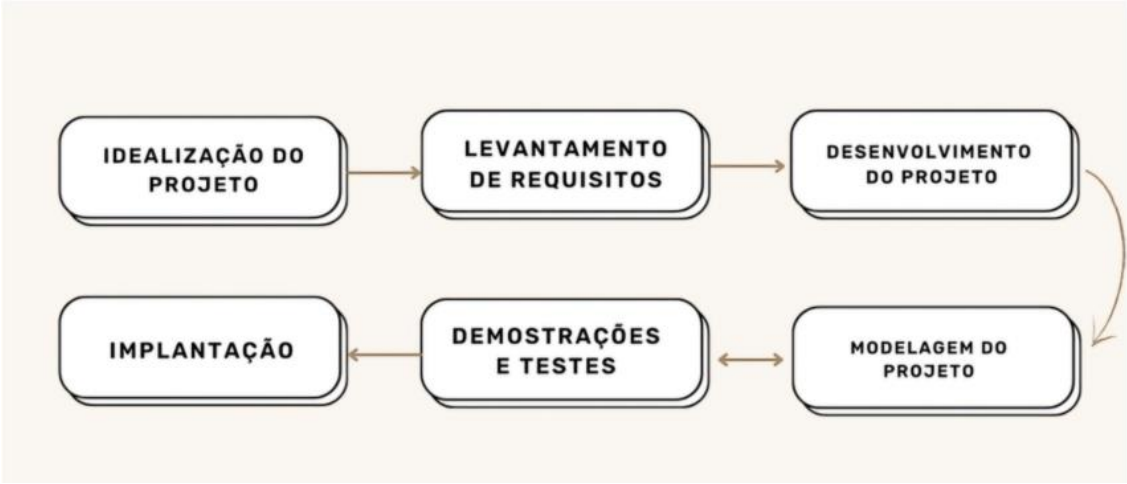 IDEALIZAÇÃO DO
PROJETO
LEVANTAMENTO
DE REQUISITOS
DESENVOLVIMENTO
DO PROJETO
MODELAGEM DO
PROJETO
DEMOSTRAÇÕES
E TESTES
IMPLANTAÇÃO